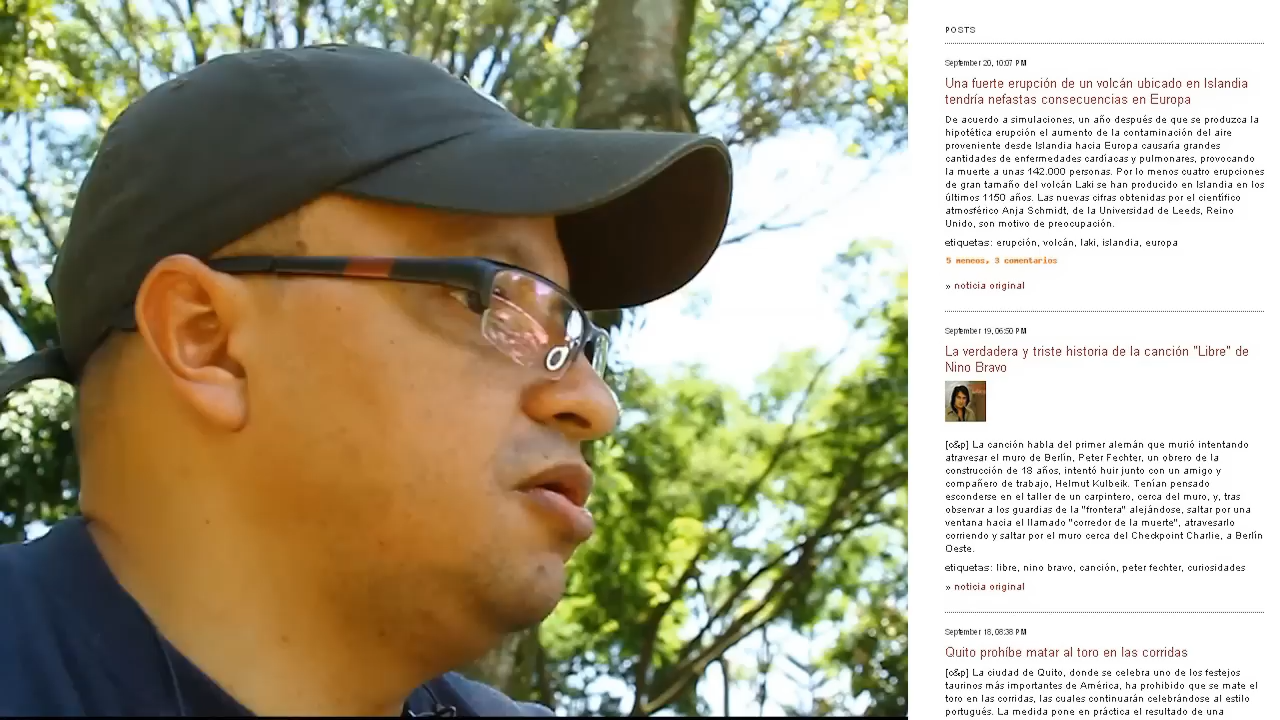 POSTS
September 20, 10:07 PM
Una fuerte erupción de un volcán ubicado en Islandia
tendría nefastas consecuencias en Europa
De acuerdo a simulaciones, un año después de que se produzca la
hipotética erupción el aumento de la contaminación del aire
proveniente desde Islandia hacia Europa causaría grandes
cantidades de enfermedades cardíacas y pulmonares, provocando
la muerte a unas 142.000 personas. Por lo menos cuatro erupciones
de gran tamaño del volcán Laki se han producido en Islandia en los
últimos 1150 años. Las nuevas cifras obtenidas por el científico
atmosférico Anja Schmidt, de la Universidad de Leeds, Reino
Unido, son motivo de preocupación.
etiquetas: erupción, volcán, laki, islandia, europa
5 meneos, 3 comentarios
» noticia original
September 19, 06:50 PM
La verdadera y triste historia de la canción "Libre" de
Nino Bravo
[c&p] La canción habla del primer alemán que murió intentando
atravesar el muro de Berlín, Peter Fechter, un obrero de la
construcción de 18 años, intentó huir junto con un amigo y
compañero de trabajo, Helmut Kulbeik. Tenían pensado
esconderse en el taller de un carpintero, cerca del muro, y, tras
observar a los guardias de la "frontera" alejándose, saltar por una
ventana hacia el llamado "corredor de la muerte", atravesarlo
corriendo y saltar por el muro cerca del Checkpoint Charlie, a Berlín
Oeste.
etiquetas: libre, nino bravo, canción, peter fechter, curiosidades
» noticia original
September 18, 08:38 PM
Quito prohíbe matar al toro en las corridas
[c&p] La ciudad de Quito, donde se celebra uno de los festejos
taurinos más importantes de América, ha prohibido que se mate el
toro en las corridas, las cuales continuarán celebrándose al estilo
portugués. La medida pone en práctica el resultado de una